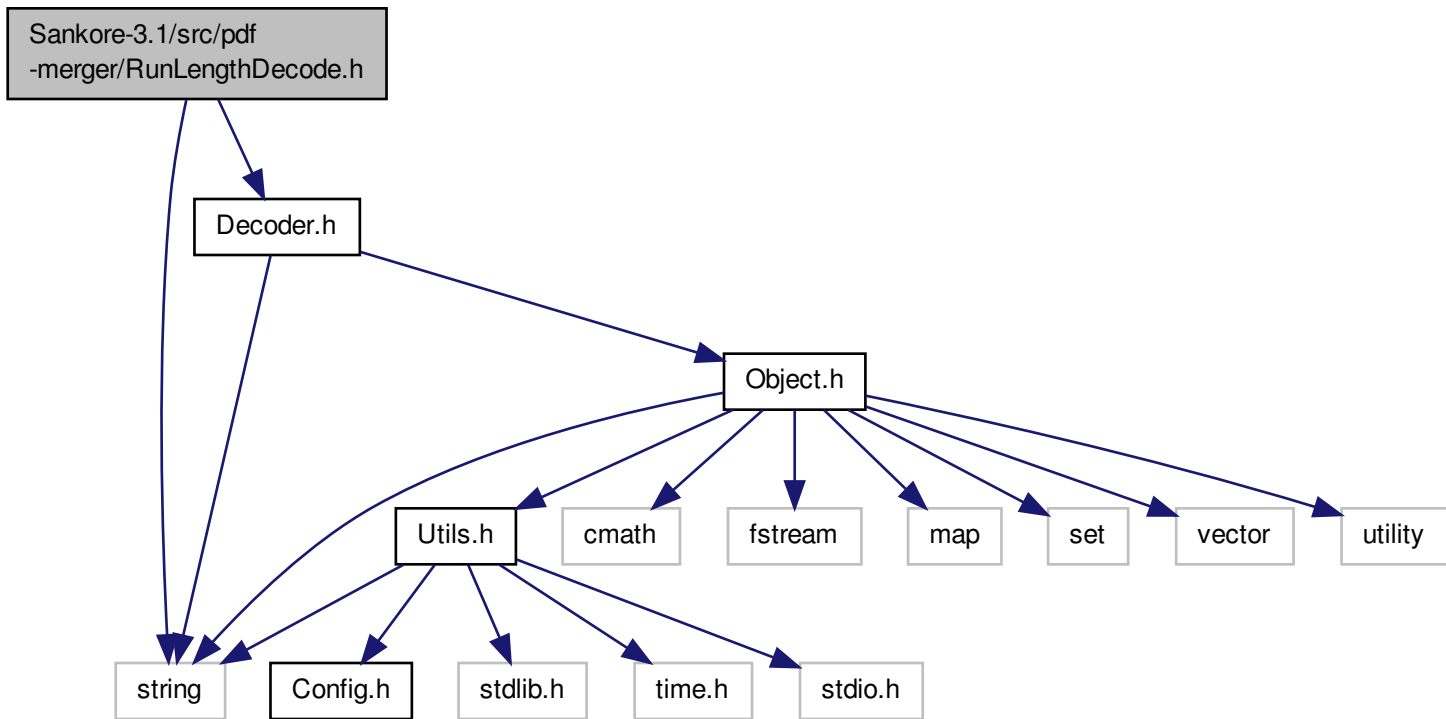 Sankore-3.1/src/pdf
-merger/RunLengthDecode.h
Decoder.h
Object.h
Utils.h
cmath
fstream
map
set
vector
utility
string
Config.h
stdlib.h
time.h
stdio.h